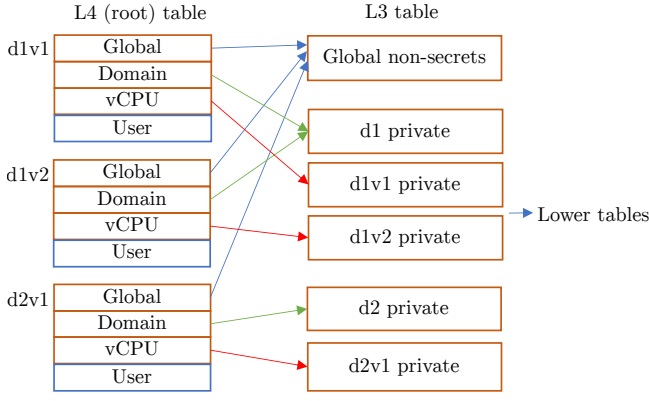 L4 (root) table
L3 table
d1v1
Global
Domain
vCPU
User
d1v2
Global
Domain
vCPU
User
d2v1
Global
Domain
vCPU
User
Global non-secrets
d1 private
d1v1 private
d1v2 private
d2 private
d2v1 private
Lower tables